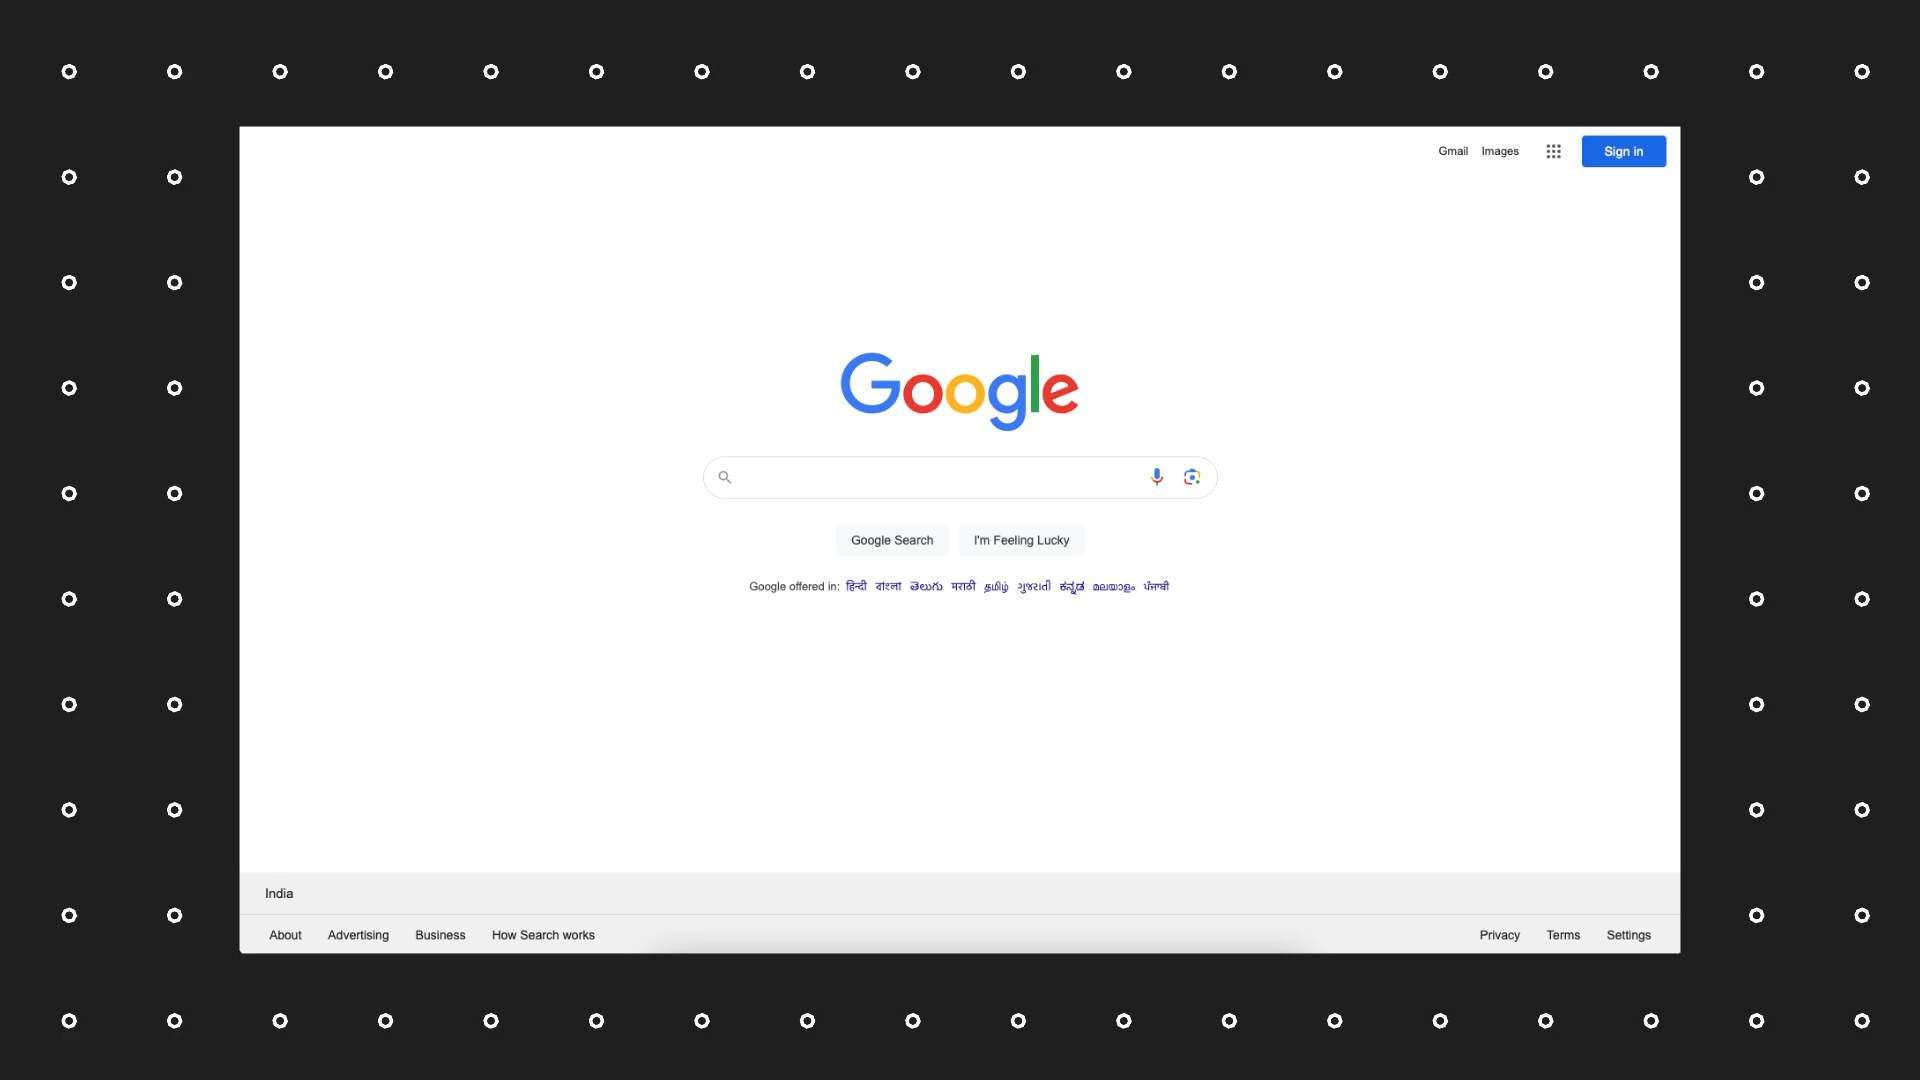 Gmail Images Sign in
Google
Google Search I'm Feeling Lucky
Google offered in: हिन्दी বাংলা తెలుగు मराठी தமிழ் ગુજરાતી ಕನ್ನಡ മലയാളം ਪੰਜਾਬੀ
India
About Advertising Business How Search works Privacy Terms Settings